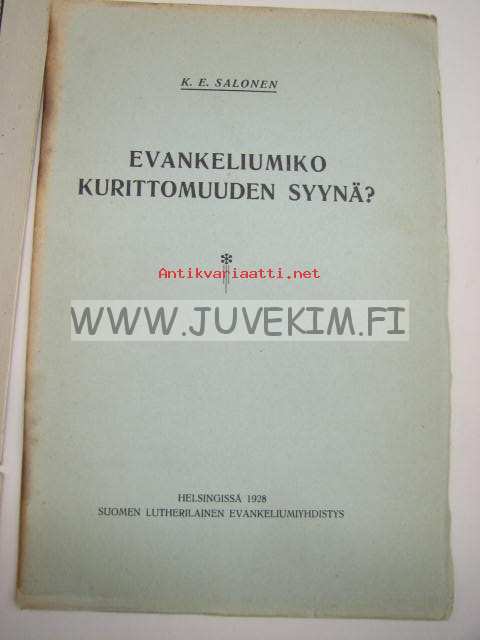 K. E. SALONEN
EVANKELIUMIKO
KURITTOMUUDEN SYYNÄ?
Antikvariaatti.net
WWW.JUVEKIM.FI
HELSINGISSÄ 1928
SUOMEN LUTHERILAINEN EVANKELIUMIYHDISTYS